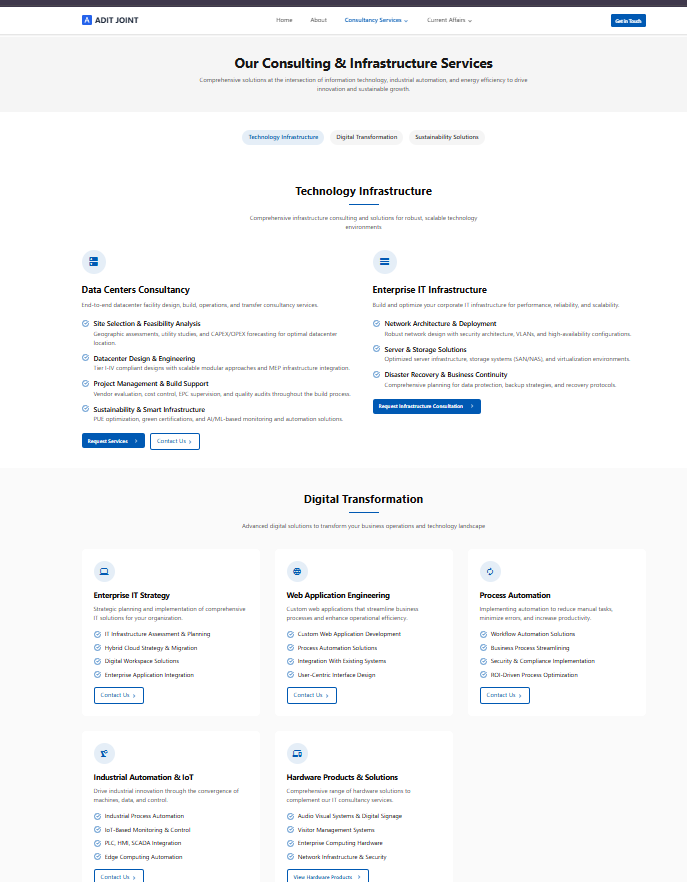 A ADIT JOINT
Home About Consultancy Services Current Affairs
Get in Touch
Our Consulting & Infrastructure Services
Comprehensive solutions at the intersection of information technology, industrial automation, and energy efficiency to drive
innovation and sustainable growth.
Technology Infrastructure Digital Transformation Sustainability Solutions
Technology Infrastructure
Comprehensive infrastructure consulting and solutions for robust, scalable technology
environments
Data Centers Consultancy
End-to-end datacenter facility design, build, operations, and transfer consultancy services.
Site Selection & Feasibility Analysis
Geographic assessments, utility studies, and CAPEX/OPEX forecasting for optimal datacenter
location.
Datacenter Design & Engineering
Tier I-IV compliant designs with scalable modular approaches and MEP infrastructure integration.
Project Management & Build Support
Vendor evaluation, cost control, EPC supervision, and quality audits throughout the build process.
Sustainability & Smart Infrastructure
PUE optimization, green certifications, and AI/ML-based monitoring and automation solutions.
Request Services Contact Us
Enterprise IT Infrastructure
Build and optimize your corporate IT infrastructure for performance, reliability, and scalability.
Network Architecture & Deployment
Robust network design with security architecture, VLANs, and high-availability configurations.
Server & Storage Solutions
Optimized server infrastructure, storage systems (SAN/NAS), and virtualization environments.
Disaster Recovery & Business Continuity
Comprehensive planning for data protection, backup strategies, and recovery protocols.
Request Infrastructure Consultation
Digital Transformation
Advanced digital solutions to transform your business operations and technology landscape
Enterprise IT Strategy
Strategic planning and implementation of comprehensive
IT solutions for your organization.
IT Infrastructure Assessment & Planning
Hybrid Cloud Strategy & Migration
Digital Workspace Solutions
Enterprise Application Integration
Contact Us
Web Application Engineering
Custom web applications that streamline business
processes and enhance operational efficiency.
Custom Web Application Development
Process Automation Solutions
Integration With Existing Systems
User-Centric Interface Design
Contact Us
Process Automation
Implementing automation to reduce manual tasks,
minimize errors, and increase productivity.
Workflow Automation Solutions
Business Process Streamlining
Security & Compliance Implementation
ROI-Driven Process Optimization
Contact Us
Industrial Automation & IoT
Drive industrial innovation through the convergence of
machines, data, and control.
Industrial Process Automation
IoT-Based Monitoring & Control
PLC, HMI, SCADA Integration
Edge Computing Automation
Contact Us
Hardware Products & Solutions
Comprehensive range of hardware solutions to
complement our IT consultancy services.
Audio Visual Systems & Digital Signage
Visitor Management Systems
Enterprise Computing Hardware
Network Infrastructure & Security
View Hardware Products